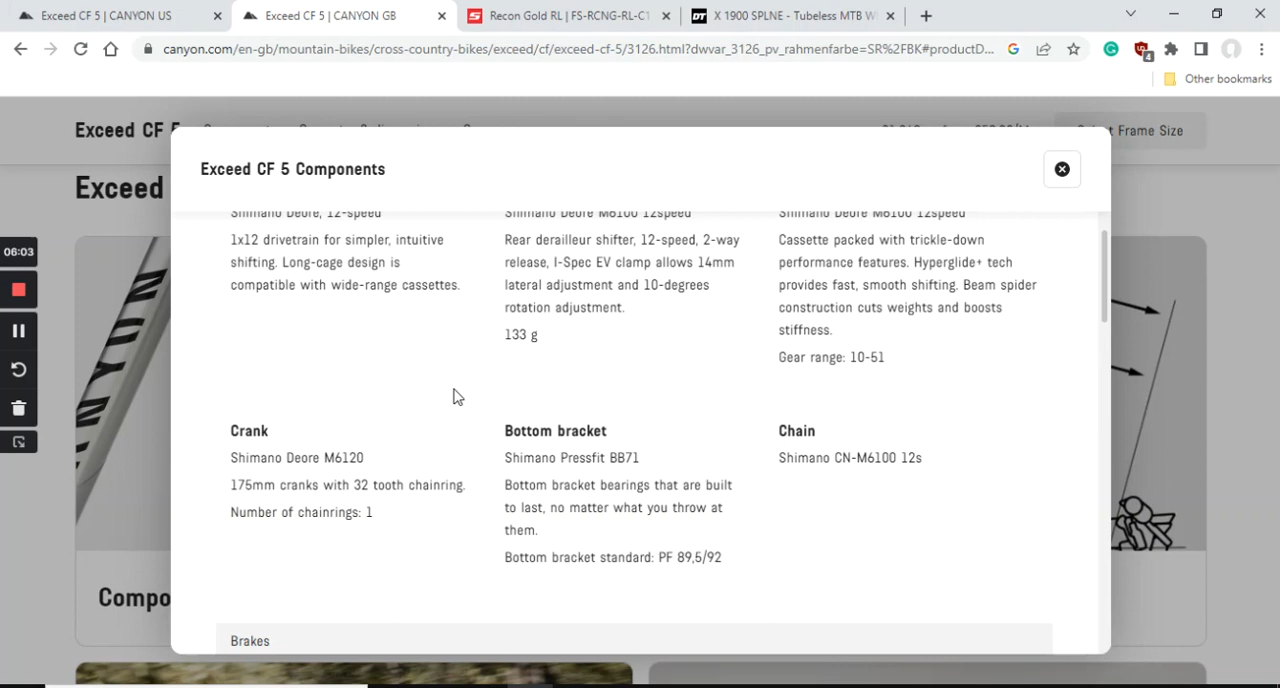 Exceed CF 5 | CANYON US
Exceed CF 5 | CANYON GB
Recon Gold RL | FS-RCNG-RL-C1
X 1900 SPLNE - Tubeless MTB W
canyon.com/en-gb/mountain-bikes/cross-country-bikes/exceed/cf/exceed-cf-5/3126.html?dwvar_3126_pv_rahmenfarbe=SR%2FBK#productD...
4
Other bookmarks
Exceed CF 5
Select Frame Size
Exceed
Exceed CF 5 Components
06:03
Shimano Deore, 12-speed
1x12 drivetrain for simpler, intuitive
shifting. Long-cage design is
compatible with wide-range cassettes.
Shimano Deore M6100 12speed
Rear derailleur shifter, 12-speed, 2-way
release, I-Spec EV clamp allows 14mm
lateral adjustment and 10-degrees
rotation adjustment.
133 g
Shimano Deore M6100 12speed
Cassette packed with trickle-down
performance features. Hyperglide+ tech
provides fast, smooth shifting. Beam spider
construction cuts weights and boosts
stiffness.
Gear range: 10-51
Crank
Shimano Deore M6120
175mm cranks with 32 tooth chainring.
Number of chainrings: 1
Bottom bracket
Shimano Pressfit BB71
Bottom bracket bearings that are built
to last, no matter what you throw at
them.
Bottom bracket standard: PF 89,5/92
Chain
Shimano CN-M6100 12s
Brakes
Compo